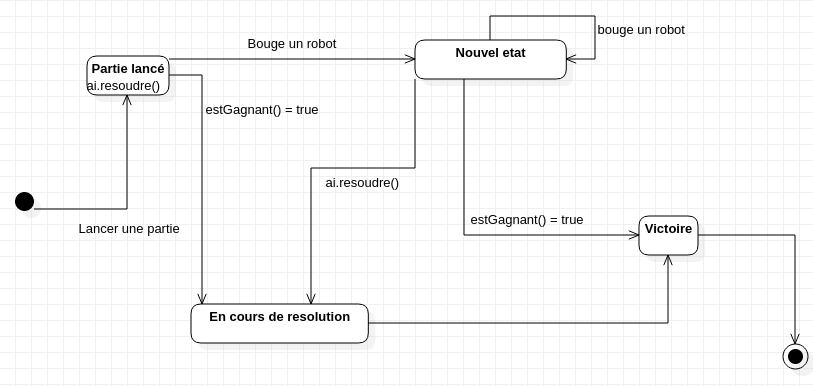 bouge un robot
Bouge un robot
Nouvel etat
Partie lancé
ai.resoudre()
estGagnant() = true
ai.resoudre()
estGagnant() = true
Lancer une partie
Victoire
En cours de resolution